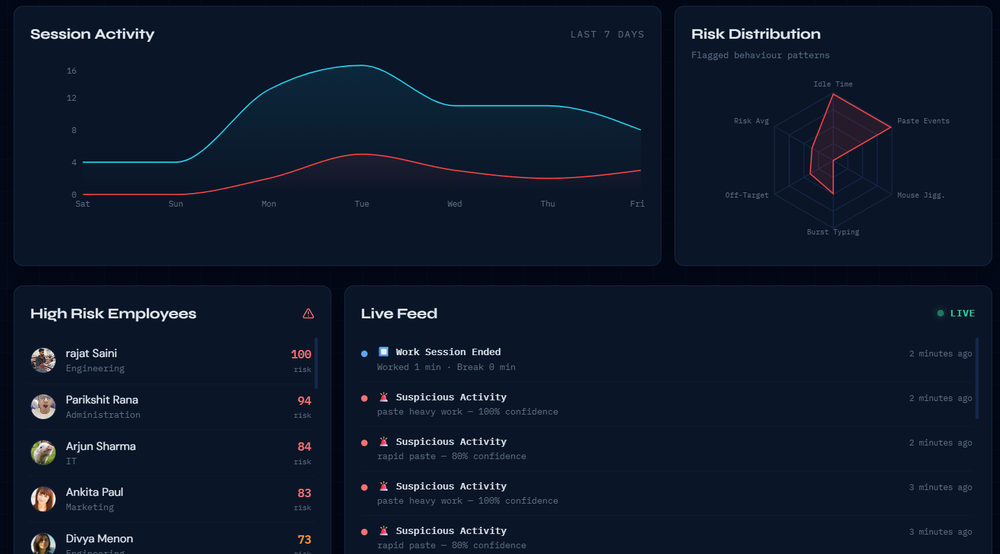 Session Activity
LAST 7 DAYS
16
12
8
4
0
Sat Sun Mon Tue Wed Thu Fri
Risk Distribution
Flagged behaviour patterns
Idle Time
Risk Avg
Paste Events
Off-Target
Mouse Jigg.
Burst Typing
High Risk Employees
rajat Saini
Engineering
100
risk
Parikshit Rana
Administration
94
risk
Arjun Sharma
IT
84
risk
Ankita Paul
Marketing
83
risk
Divya Menon
Engineering
73
risk
Live Feed
LIVE
Work Session Ended
Worked 1 min · Break 0 min
2 minutes ago
Suspicious Activity
paste heavy work — 100% confidence
2 minutes ago
Suspicious Activity
rapid paste — 80% confidence
2 minutes ago
Suspicious Activity
paste heavy work — 100% confidence
3 minutes ago
Suspicious Activity
rapid paste — 80% confidence
3 minutes ago